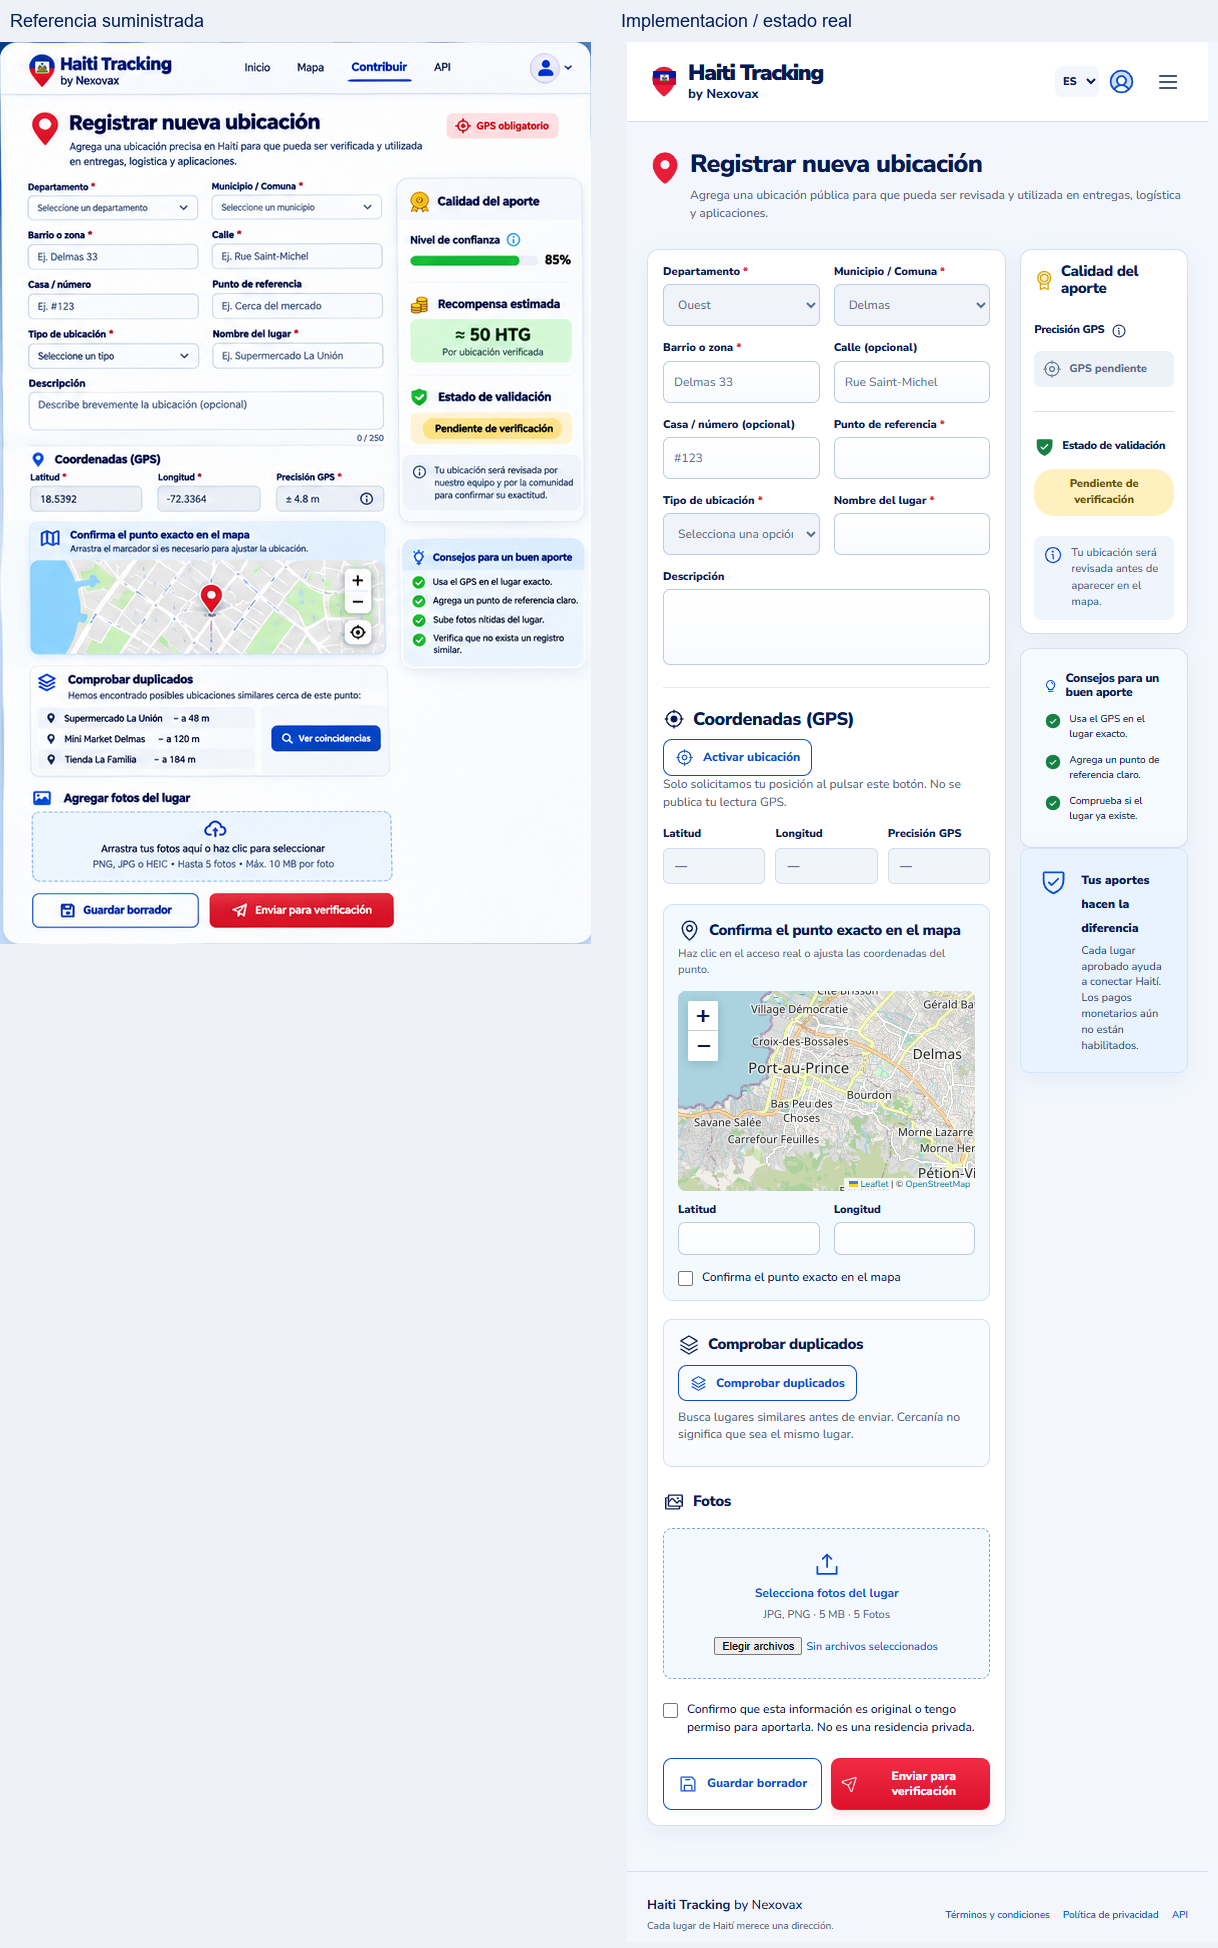 Referencia suministrada
Haiti Tracking
by Nexovax
Inicio
Mapa
Contribuir
API
Registrar nueva ubicación
Agrega una ubicación precisa en Haití para que pueda ser verificada y utilizada
en entregas, logística y aplicaciones.
GPS obligatorio
Departamento *
Municipio / Comuna *
Seleccione un departamento
Seleccione un municipio
Barrio o zona *
Calle *
Ej. Delmas 33
Ej. Rue Saint-Michel
Casa / número
Punto de referencia
Ej. #123
Ej. Cerca del mercado
Tipo de ubicación *
Nombre del lugar *
Seleccione un tipo
Ej. Supermercado La Unión
Descripción
Describe brevemente la ubicación (opcional)
0 / 250
Coordenadas (GPS)
Latitud *
Longitud *
Precisión GPS *
18.5392
-72.3364
± 4.8 m
Confirma el punto exacto en el mapa
Arrastra el marcador si es necesario para ajustar la ubicación.
+
−
Comprobar duplicados
Hemos encontrado posibles ubicaciones similares cerca de este punto:
Supermercado La Unión – a 48 m
Mini Market Delmas – a 120 m
Tienda La Familia – a 184 m
Ver coincidencias
Agregar fotos del lugar
Arrastra tus fotos aquí o haz clic para seleccionar
PNG, JPG o HEIC • Hasta 5 fotos • Máx. 10 MB por foto
Guardar borrador
Enviar para verificación
Calidad del aporte
Nivel de confianza
85%
Recompensa estimada
≈ 50 HTG
Por ubicación verificada
Estado de validación
Pendiente de verificación
Tu ubicación será revisada por
nuestro equipo y por la comunidad
para confirmar su exactitud.
Consejos para un buen aporte
Usa el GPS en el lugar exacto.
Agrega un punto de referencia claro.
Sube fotos nítidas del lugar.
Verifica que no exista un registro
similar.
Implementacion / estado real
Haiti Tracking
by Nexovax
ES
Registrar nueva ubicación
Agrega una ubicación pública para que pueda ser revisada y utilizada en entregas, logística
y aplicaciones.
Departamento *
Municipio / Comuna *
Ouest
Delmas
Barrio o zona *
Calle (opcional)
Delmas 33
Rue Saint-Michel
Casa / número (opcional)
Punto de referencia *
#123
Tipo de ubicación *
Nombre del lugar *
Selecciona una opción
Descripción
Coordenadas (GPS)
Activar ubicación
Solo solicitamos tu posición al pulsar este botón. No se
publica tu lectura GPS.
Latitud
Longitud
Precisión GPS
—
—
—
Confirma el punto exacto en el mapa
Haz clic en el acceso real o ajusta las coordenadas del
punto.
+
−
Cité Brisson
Village Démocratie
Gérald Ba
Croix-des-Bossales
Delmas
Port-au-Prince
Bourdon
Bas Peu des
Choses
Savane Salée
Carrefour Feuilles
Morne Lazarre
Morne Her
Pétion-Vi
Leaflet | © OpenStreetMap
Latitud
Longitud
Confirma el punto exacto en el mapa
Comprobar duplicados
Comprobar duplicados
Busca lugares similares antes de enviar. Cercanía no
significa que sea el mismo lugar.
Fotos
Selecciona fotos del lugar
JPG, PNG · 5 MB · 5 Fotos
Elegir archivos Sin archivos seleccionados
Confirmo que esta información es original o tengo
permiso para aportarla. No es una residencia privada.
Guardar borrador
Enviar para
verificación
Calidad del
aporte
Precisión GPS
GPS pendiente
Estado de validación
Pendiente de
verificación
Tu ubicación será
revisada antes de
aparecer en el
mapa.
Consejos para un
buen aporte
Usa el GPS en el
lugar exacto.
Agrega un punto de
referencia claro.
Comprueba si el
lugar ya existe.
Tus aportes
hacen la
diferencia
Cada lugar
aprobado ayuda
a conectar Haití.
Los pagos
monetarios aún
no están
habilitados.
Haiti Tracking by Nexovax
Cada lugar de Haití merece una dirección.
Términos y condiciones
Política de privacidad
API